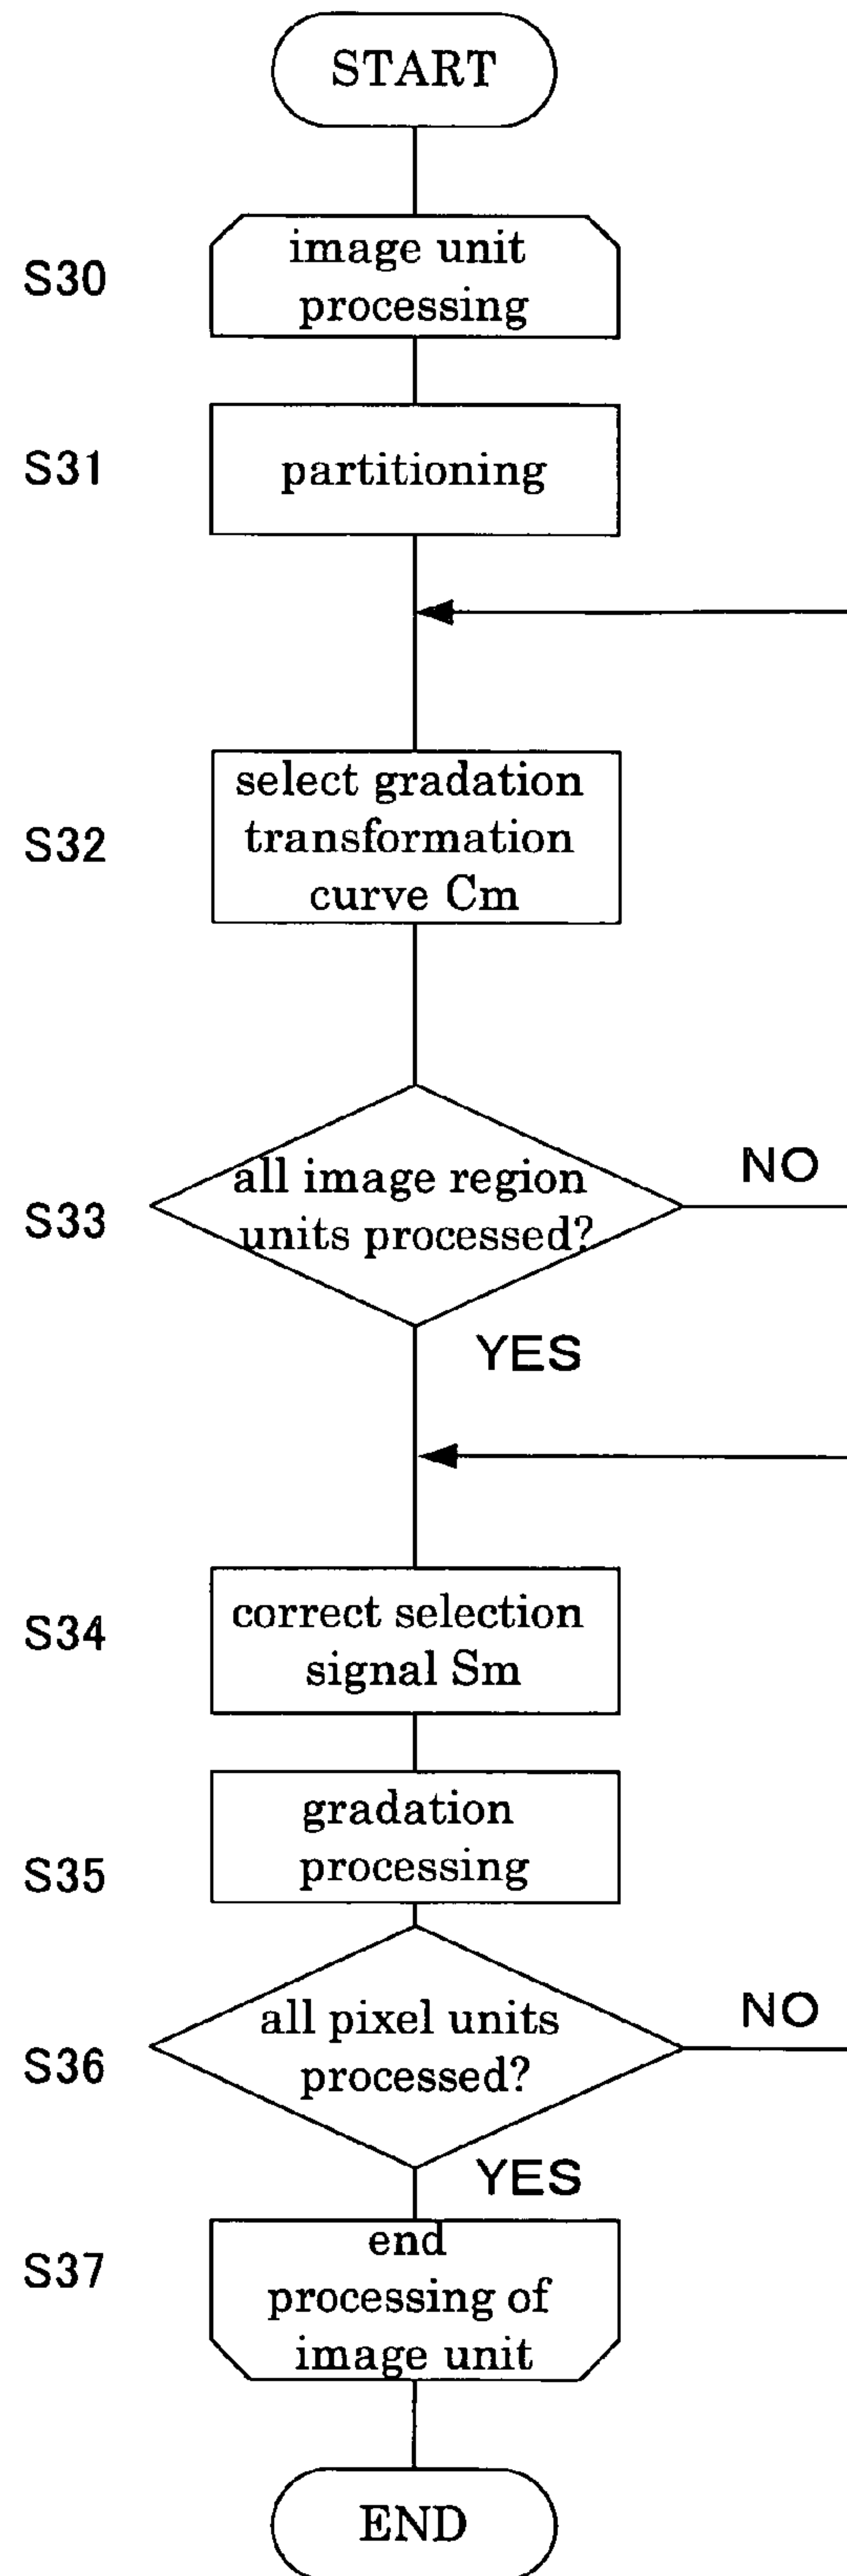 START
S30
image unit
processing
S31
partitioning
S32
select gradation
transformation
curve Cm
S33
all image region
units processed?
NO
YES
S34
correct selection
signal Sm
S35
gradation
processing
S36
all pixel units
processed?
NO
YES
S37
end
processing of
image unit
END